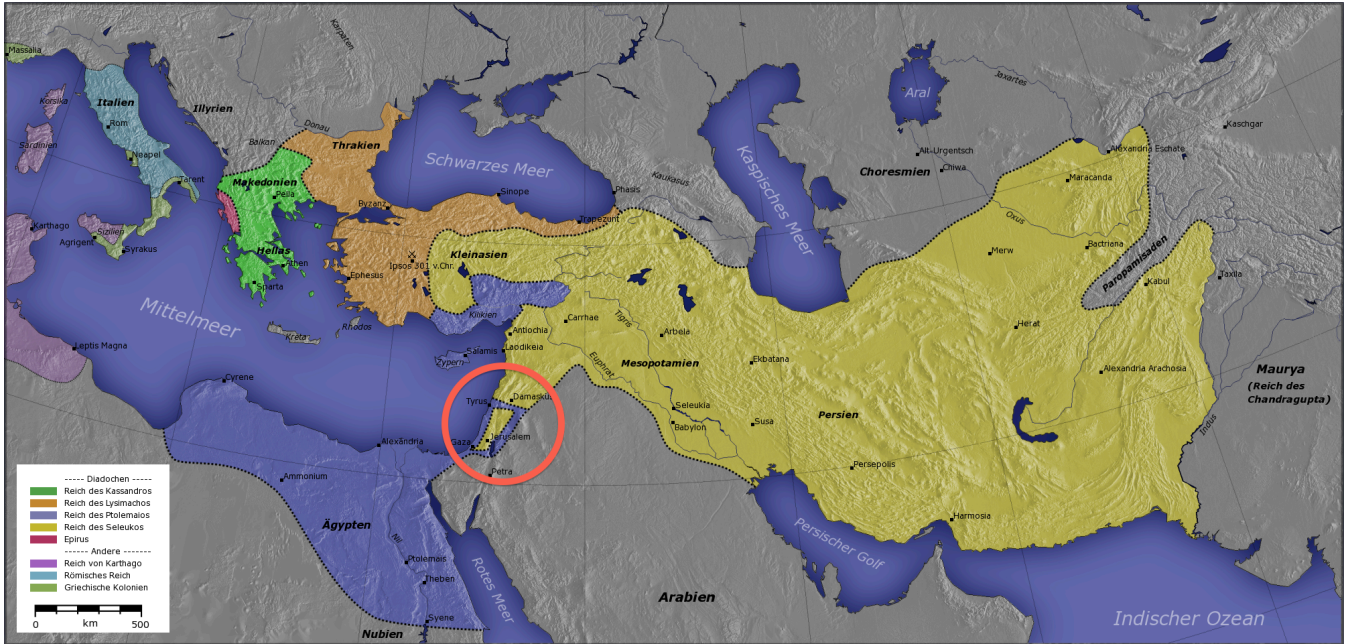 Massalia
Karpaten
Korsika
Italien
Rom
Illyrien
Sardinien
Neapel
Tarent
Balkan
Donau
Thrakien
Makedonien
Pella
Byzanz
Schwarzes Meer
Sinope
Phasis
Trapezunt
Kaukasus
Kaspisches Meer
Aral
Jaxartes
Alt-Urgentsch
Chiwa
Choresmien
Kaschgar
Alexandria Eschate
Maracanda
Oxus
Merw
Bactriana
Paropamisaden
Kabul
Taxila
Karthago
Sizilien
Agrigent
Syrakus
Hellas
Athen
Sparta
Ipsos 301 v.Chr.
Ephesus
Kleinasien
Kilikien
Mittelmeer
Kreta
Rhodos
Leptis Magna
Cyrene
Salamis
Zypern
Antiochia
Laodikeia
Carrhae
Tigris
Arbela
Euphrat
Mesopotamien
Ekbatana
Herat
Alexandria Arachosia
Maurya
(Reich des
Chandragupta)
Indus
Tyrus
Damaskus
Jerusalem
Gaza
Petra
Seleukia
Babylon
Susa
Persien
Persepolis
Harmosia
Alexandria
Ammonium
Ägypten
Nil
Ptolemais
Theben
Syene
Nubien
Rotes Meer
Arabien
Persischer Golf
Indischer Ozean
Diadochen
Reich des Kassandros
Reich des Lysimachos
Reich des Ptolemaios
Reich des Seleukos
Epirus
Andere
Reich von Karthago
Römisches Reich
Griechische Kolonien
0 km 500